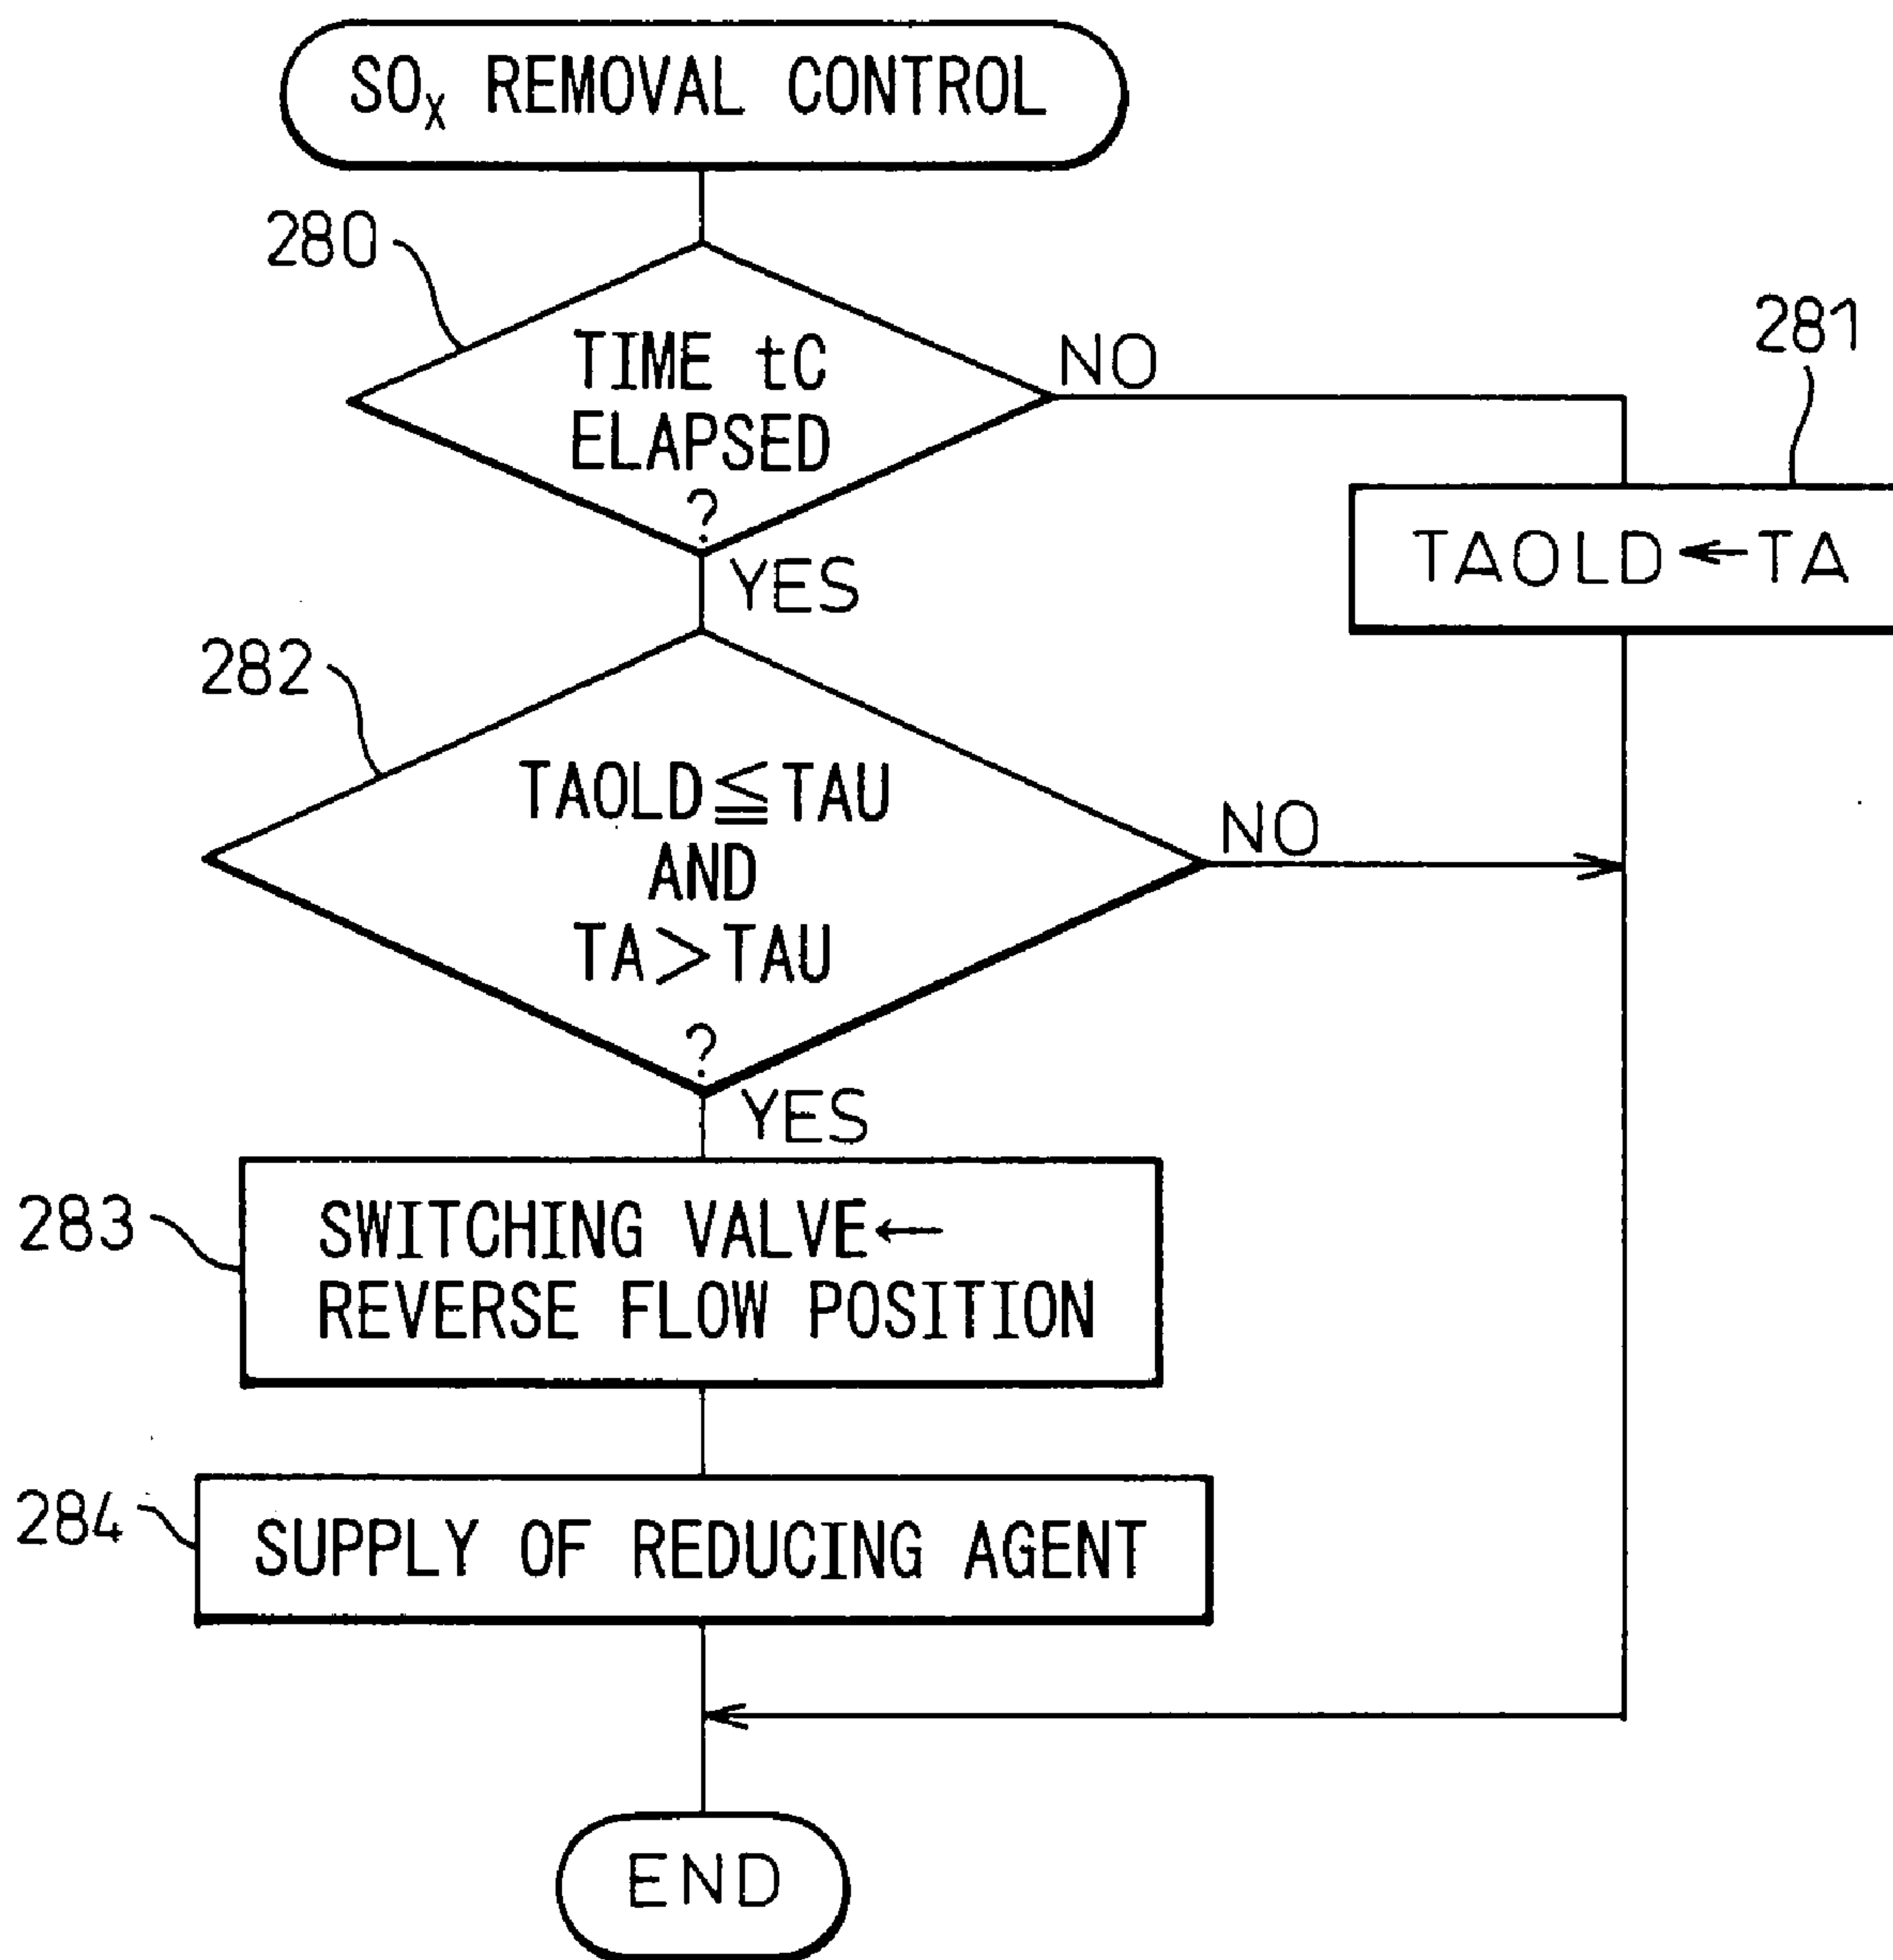 SOX REMOVAL CONTROL
280
TIME tC
ELAPSED
?
NO
YES
281
TAOLD←TA
282
TAOLD≦TAU
AND
TA>TAU
?
NO
YES
283
SWITCHING VALVE←
REVERSE FLOW POSITION
284
SUPPLY OF REDUCING AGENT
END